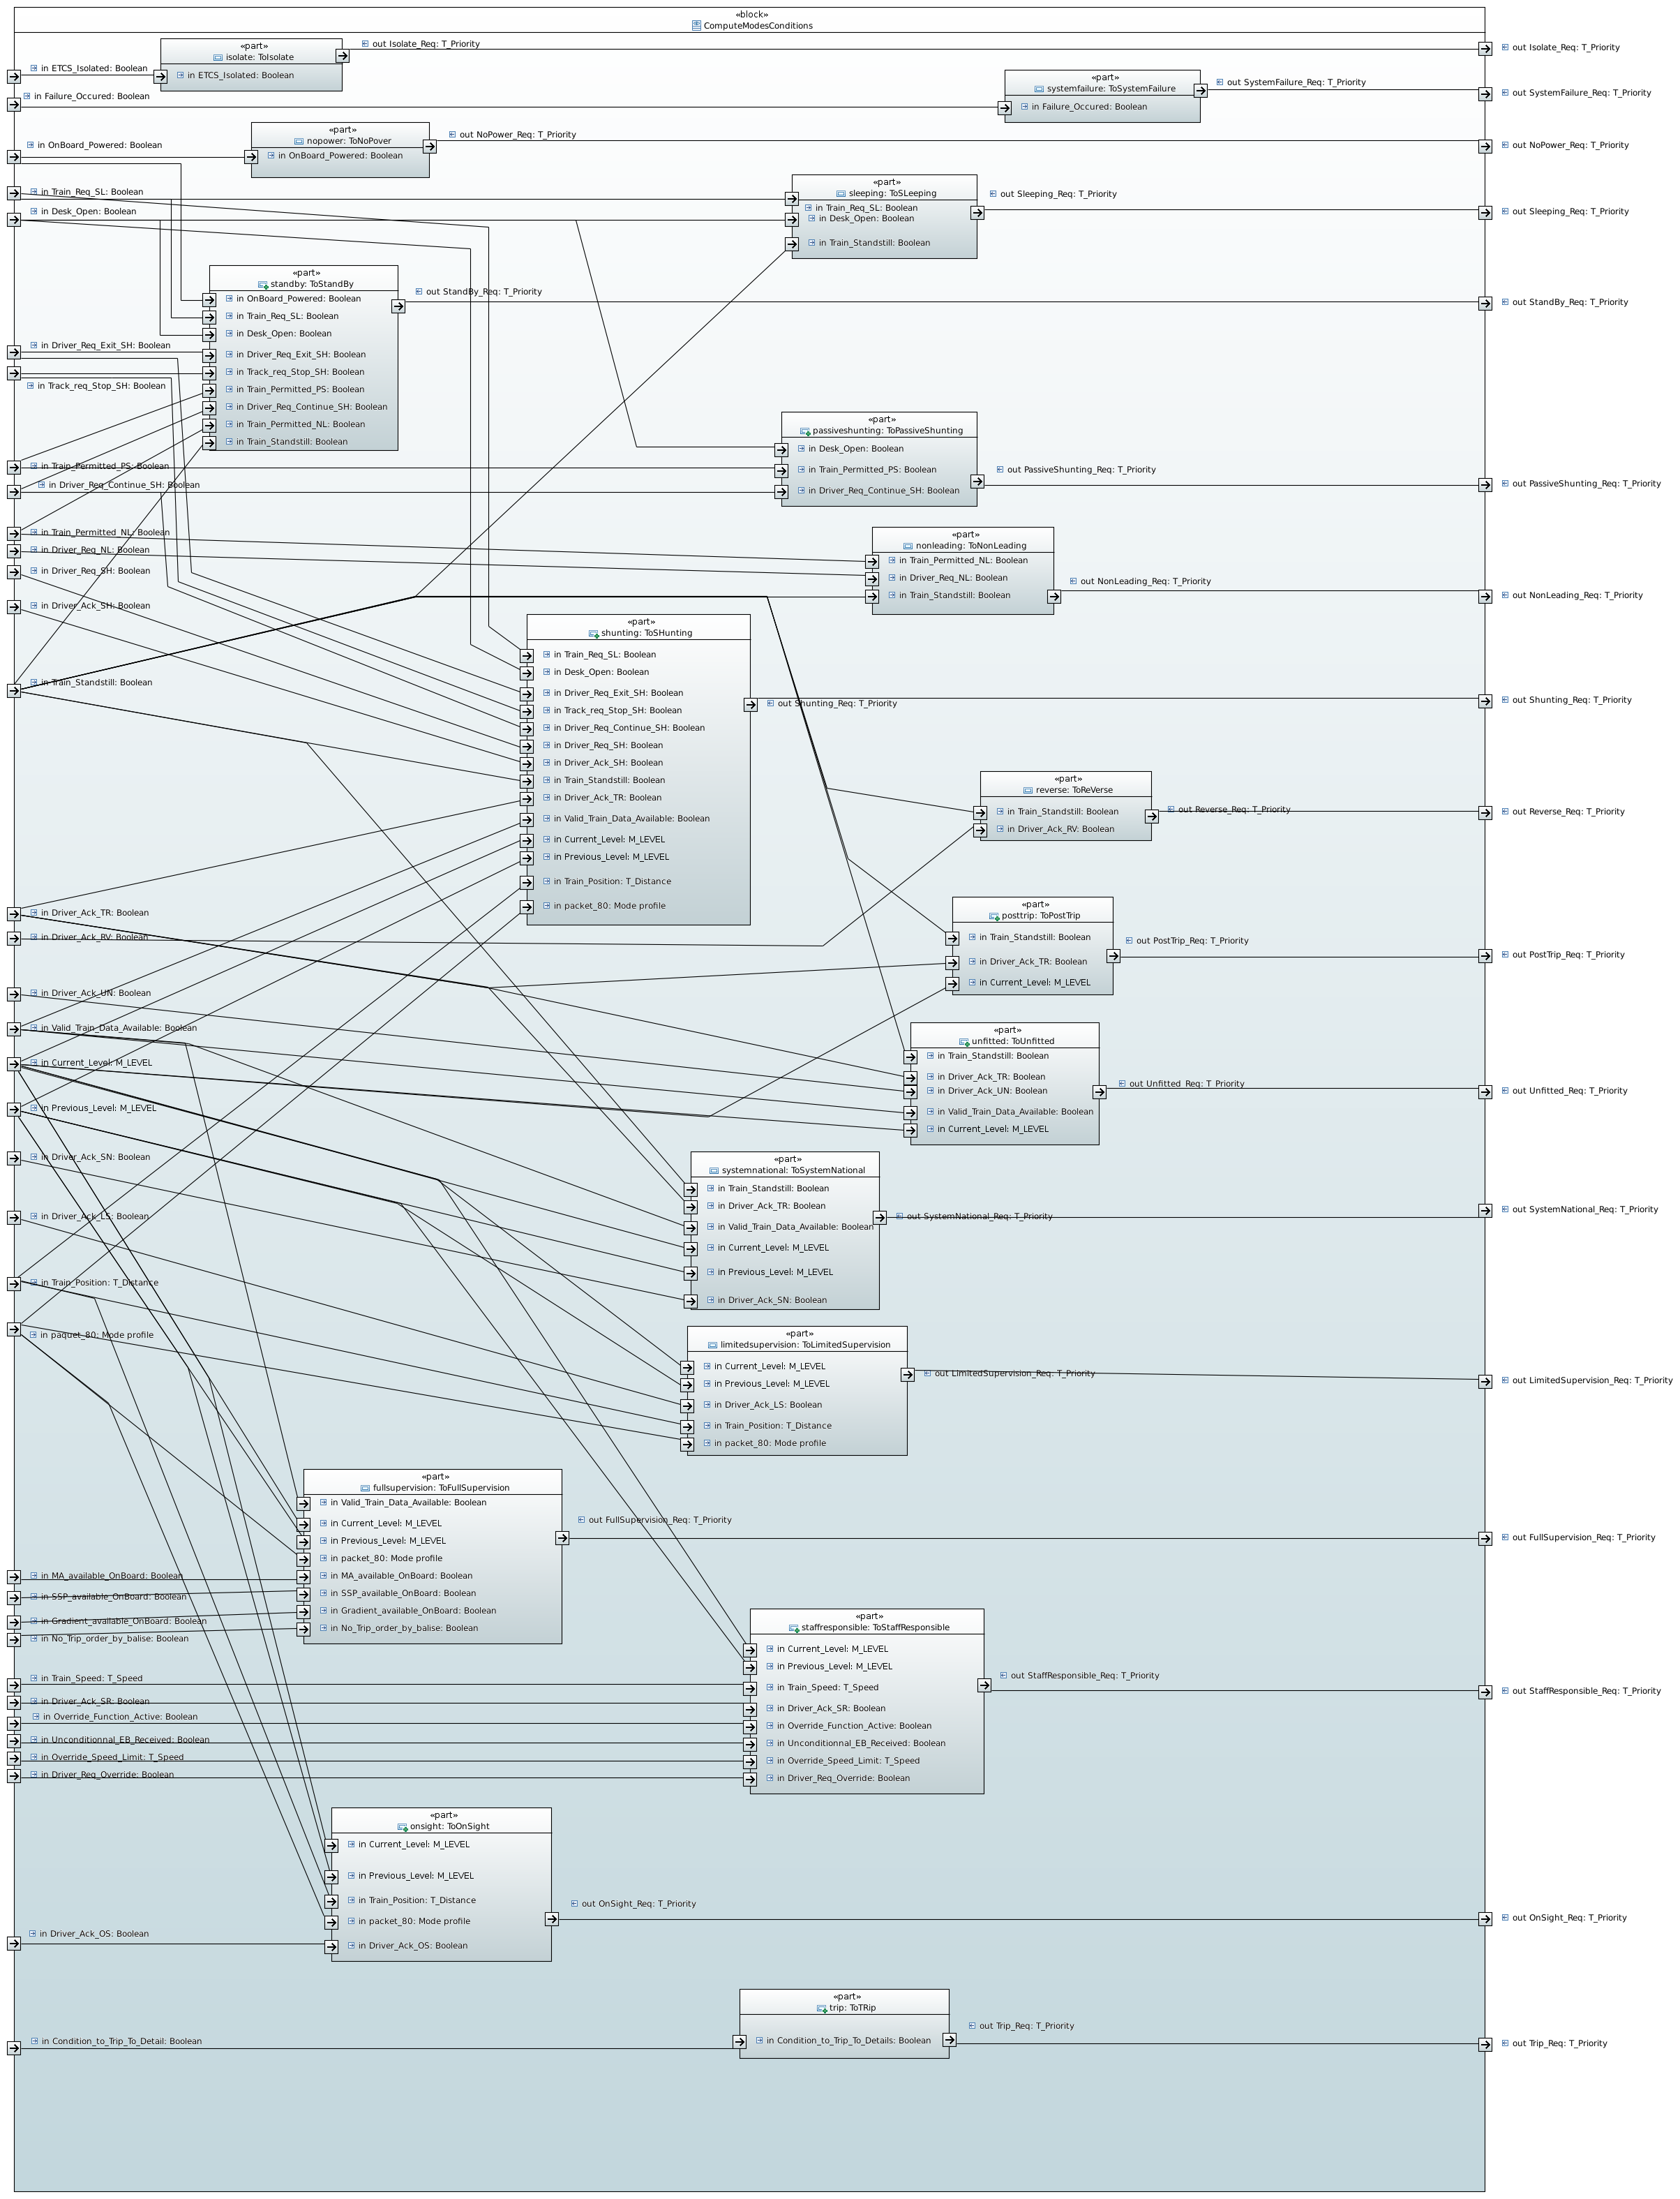 «block»
ComputeModesConditions
«part»
isolate: ToIsolate
in ETCS_Isolated: Boolean
out Isolate_Req: T_Priority
out Isolate_Req: T_Priority
in ETCS_Isolated: Boolean
in Failure_Occured: Boolean
«part»
systemfailure: ToSystemFailure
in Failure_Occured: Boolean
out SystemFailure_Req: T_Priority
out SystemFailure_Req: T_Priority
in OnBoard_Powered: Boolean
«part»
nopower: ToNoPover
in OnBoard_Powered: Boolean
out NoPower_Req: T_Priority
out NoPower_Req: T_Priority
in Train_Req_SL: Boolean
in Desk_Open: Boolean
«part»
sleeping: ToSLeeping
in Train_Req_SL: Boolean
in Desk_Open: Boolean
in Train_Standstill: Boolean
out Sleeping_Req: T_Priority
out Sleeping_Req: T_Priority
«part»
standby: ToStandBy
in OnBoard_Powered: Boolean
in Train_Req_SL: Boolean
in Desk_Open: Boolean
in Driver_Req_Exit_SH: Boolean
in Track_req_Stop_SH: Boolean
in Train_Permitted_PS: Boolean
in Driver_Req_Continue_SH: Boolean
in Train_Permitted_NL: Boolean
in Train_Standstill: Boolean
out StandBy_Req: T_Priority
out StandBy_Req: T_Priority
in Driver_Req_Exit_SH: Boolean
in Track_req_Stop_SH: Boolean
in Train_Permitted_PS: Boolean
in Driver_Req_Continue_SH: Boolean
«part»
passiveshunting: ToPassiveShunting
in Desk_Open: Boolean
in Train_Permitted_PS: Boolean
in Driver_Req_Continue_SH: Boolean
out PassiveShunting_Req: T_Priority
out PassiveShunting_Req: T_Priority
in Train_Permitted_NL: Boolean
in Driver_Req_NL: Boolean
in Driver_Req_SH: Boolean
in Driver_Ack_SH: Boolean
«part»
nonleading: ToNonLeading
in Train_Permitted_NL: Boolean
in Driver_Req_NL: Boolean
in Train_Standstill: Boolean
out NonLeading_Req: T_Priority
out NonLeading_Req: T_Priority
in Train_Standstill: Boolean
«part»
shunting: ToSHunting
in Train_Req_SL: Boolean
in Desk_Open: Boolean
in Driver_Req_Exit_SH: Boolean
in Track_req_Stop_SH: Boolean
in Driver_Req_Continue_SH: Boolean
in Driver_Req_SH: Boolean
in Driver_Ack_SH: Boolean
in Train_Standstill: Boolean
in Driver_Ack_TR: Boolean
in Valid_Train_Data_Available: Boolean
in Current_Level: M_LEVEL
in Previous_Level: M_LEVEL
in Train_Position: T_Distance
in packet_80: Mode profile
out Shunting_Req: T_Priority
out Shunting_Req: T_Priority
«part»
reverse: ToReVerse
in Train_Standstill: Boolean
in Driver_Ack_RV: Boolean
out Reverse_Req: T_Priority
out Reverse_Req: T_Priority
in Driver_Ack_TR: Boolean
in Driver_Ack_RV: Boolean
«part»
posttrip: ToPostTrip
in Train_Standstill: Boolean
in Driver_Ack_TR: Boolean
in Current_Level: M_LEVEL
out PostTrip_Req: T_Priority
out PostTrip_Req: T_Priority
in Driver_Ack_UN: Boolean
in Valid_Train_Data_Available: Boolean
in Current_Level: M_LEVEL
in Previous_Level: M_LEVEL
«part»
unfitted: ToUnfitted
in Train_Standstill: Boolean
in Driver_Ack_TR: Boolean
in Driver_Ack_UN: Boolean
in Valid_Train_Data_Available: Boolean
in Current_Level: M_LEVEL
out Unfitted_Req: T_Priority
out Unfitted_Req: T_Priority
in Driver_Ack_SN: Boolean
in Driver_Ack_LS: Boolean
«part»
systemnational: ToSystemNational
in Train_Standstill: Boolean
in Driver_Ack_TR: Boolean
in Valid_Train_Data_Available: Boolean
in Current_Level: M_LEVEL
in Previous_Level: M_LEVEL
in Driver_Ack_SN: Boolean
out SystemNational_Req: T_Priority
out SystemNational_Req: T_Priority
in Train_Position: T_Distance
in paquet_80: Mode profile
«part»
limitedsupervision: ToLimitedSupervision
in Current_Level: M_LEVEL
in Previous_Level: M_LEVEL
in Driver_Ack_LS: Boolean
in Train_Position: T_Distance
in packet_80: Mode profile
out LimitedSupervision_Req: T_Priority
out LimitedSupervision_Req: T_Priority
«part»
fullsupervision: ToFullSupervision
in Valid_Train_Data_Available: Boolean
in Current_Level: M_LEVEL
in Previous_Level: M_LEVEL
in packet_80: Mode profile
in MA_available_OnBoard: Boolean
in SSP_available_OnBoard: Boolean
in Gradient_available_OnBoard: Boolean
in No_Trip_order_by_balise: Boolean
out FullSupervision_Req: T_Priority
out FullSupervision_Req: T_Priority
in MA_available_OnBoard: Boolean
in SSP_available_OnBoard: Boolean
in Gradient_available_OnBoard: Boolean
in No_Trip_order_by_balise: Boolean
in Train_Speed: T_Speed
in Driver_Ack_SR: Boolean
in Override_Function_Active: Boolean
in Unconditionnal_EB_Received: Boolean
in Override_Speed_Limit: T_Speed
in Driver_Req_Override: Boolean
«part»
staffresponsible: ToStaffResponsible
in Current_Level: M_LEVEL
in Previous_Level: M_LEVEL
in Train_Speed: T_Speed
in Driver_Ack_SR: Boolean
in Override_Function_Active: Boolean
in Unconditionnal_EB_Received: Boolean
in Override_Speed_Limit: T_Speed
in Driver_Req_Override: Boolean
out StaffResponsible_Req: T_Priority
out StaffResponsible_Req: T_Priority
«part»
onsight: ToOnSight
in Current_Level: M_LEVEL
in Previous_Level: M_LEVEL
in Train_Position: T_Distance
in packet_80: Mode profile
in Driver_Ack_OS: Boolean
out OnSight_Req: T_Priority
out OnSight_Req: T_Priority
in Driver_Ack_OS: Boolean
«part»
trip: ToTRip
in Condition_to_Trip_To_Details: Boolean
out Trip_Req: T_Priority
out Trip_Req: T_Priority
in Condition_to_Trip_To_Detail: Boolean